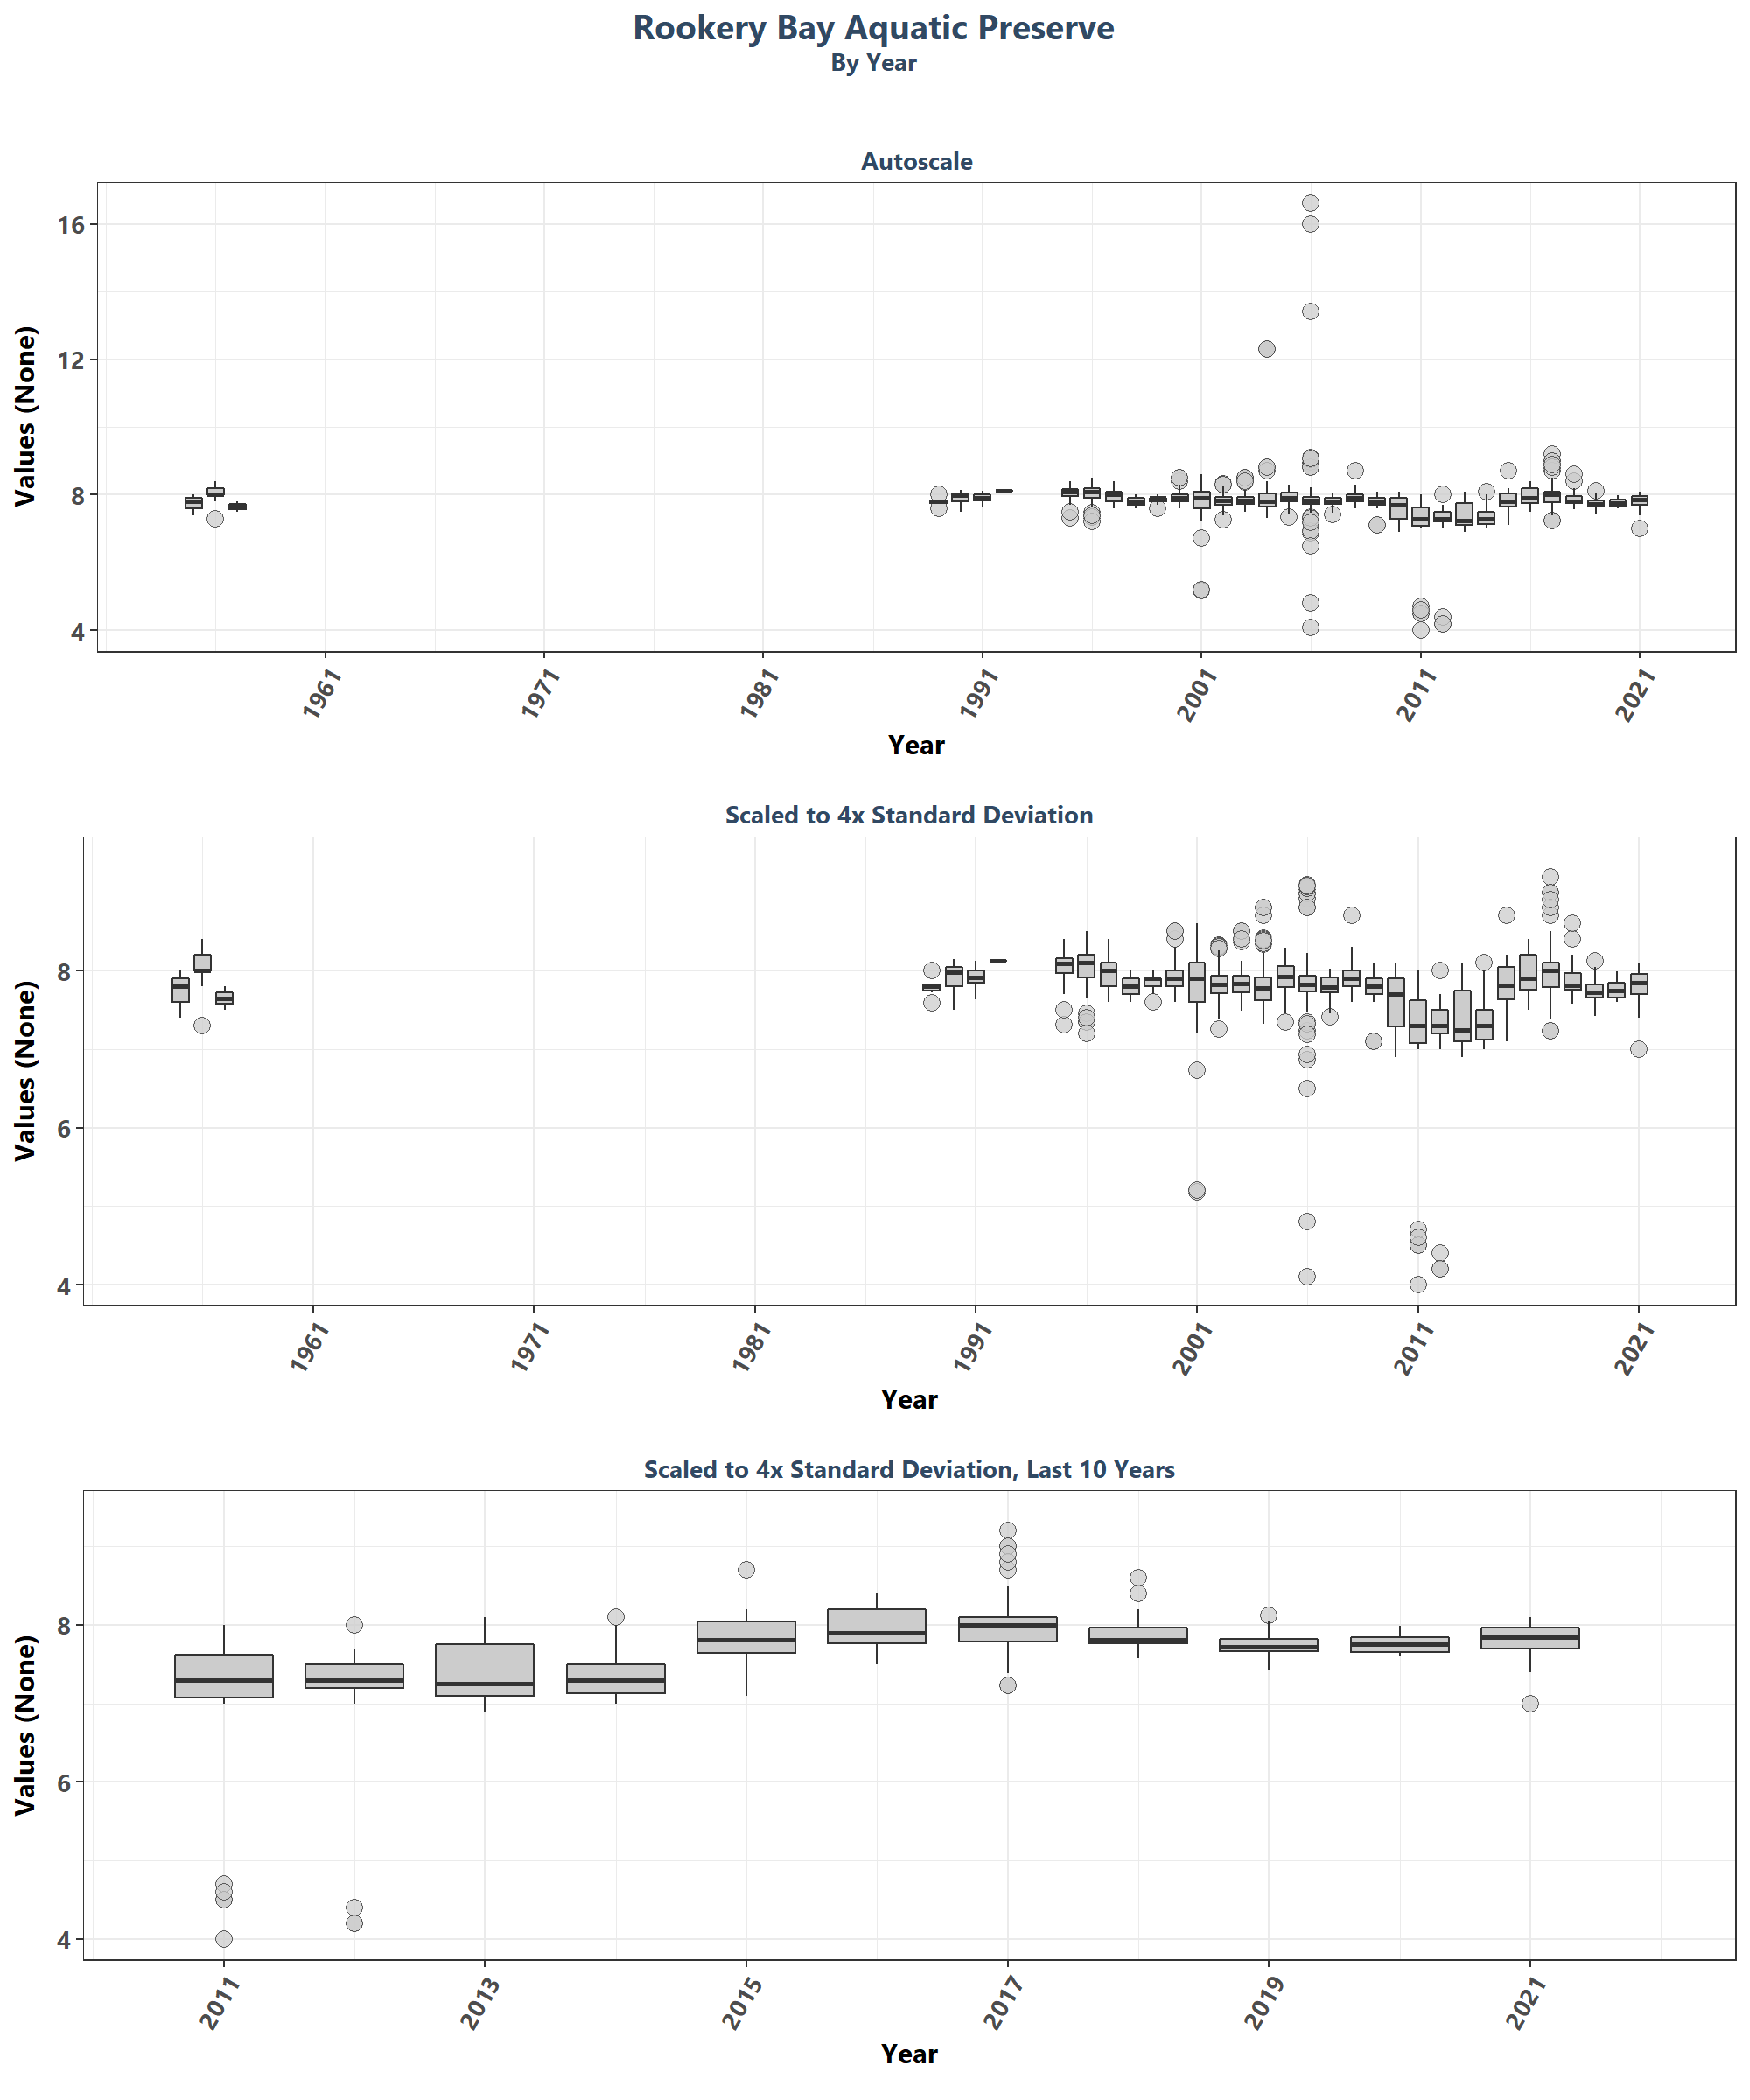 Rookery Bay Aquatic Preserve
By Year
Autoscale
Values (None)
16
12
8
4
1961
1971
1981
1991
2001
2011
2021
Year
Scaled to 4x Standard Deviation
Values (None)
8
6
4
1961
1971
1981
1991
2001
2011
2021
Year
Scaled to 4x Standard Deviation, Last 10 Years
Values (None)
8
6
4
2011
2013
2015
2017
2019
2021
Year